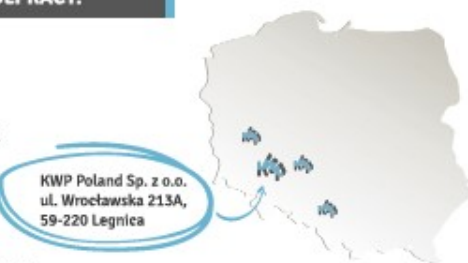 KWP Poland Sp. z o.o.
ul. Wrocławska 213A,
59-220 Legnica